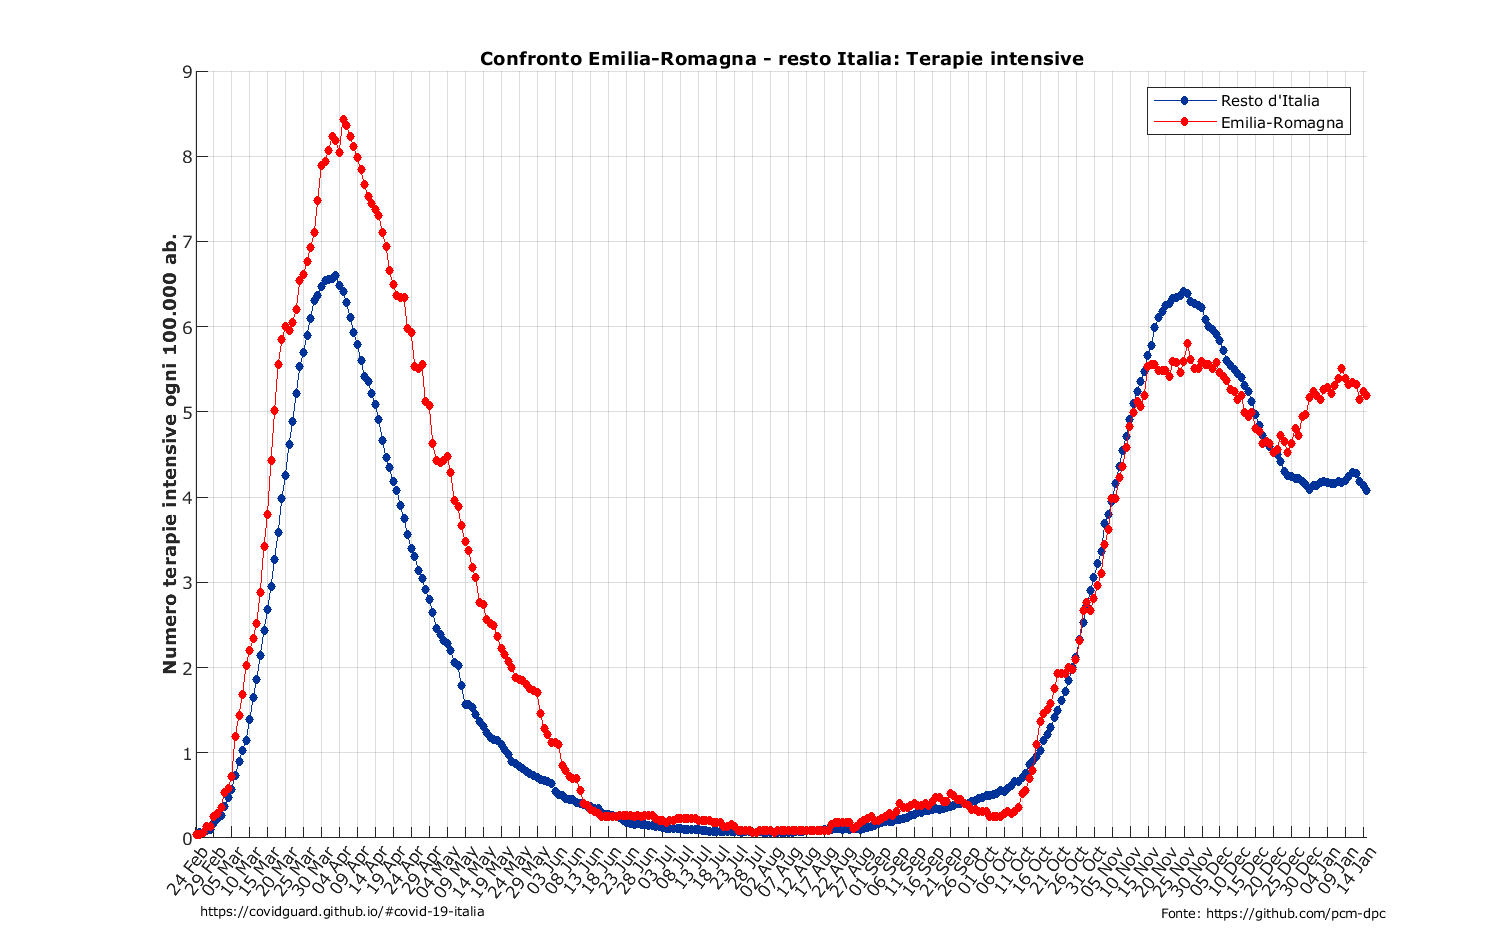 Confronto Emilia-Romagna - resto Italia: Terapie intensive
Resto d'Italia
Emilia-Romagna
Numero terapie intensive ogni 100.000 ab.
9
8
7
6
5
4
3
2
1
0
24 Feb
29 Feb
05 Mar
10 Mar
15 Mar
20 Mar
25 Mar
30 Mar
04 Apr
09 Apr
14 Apr
19 Apr
24 Apr
29 Apr
04 May
09 May
14 May
19 May
24 May
29 May
03 Jun
08 Jun
13 Jun
18 Jun
23 Jun
28 Jun
03 Jul
08 Jul
13 Jul
18 Jul
23 Jul
28 Jul
02 Aug
07 Aug
12 Aug
17 Aug
22 Aug
27 Aug
01 Sep
06 Sep
11 Sep
16 Sep
21 Sep
26 Sep
01 Oct
06 Oct
11 Oct
16 Oct
21 Oct
26 Oct
31 Oct
05 Nov
10 Nov
15 Nov
20 Nov
25 Nov
30 Nov
05 Dec
10 Dec
15 Dec
20 Dec
25 Dec
30 Dec
04 Jan
09 Jan
14 Jan
https://covidguard.github.io/#covid-19-italia
Fonte: https://github.com/pcm-dpc